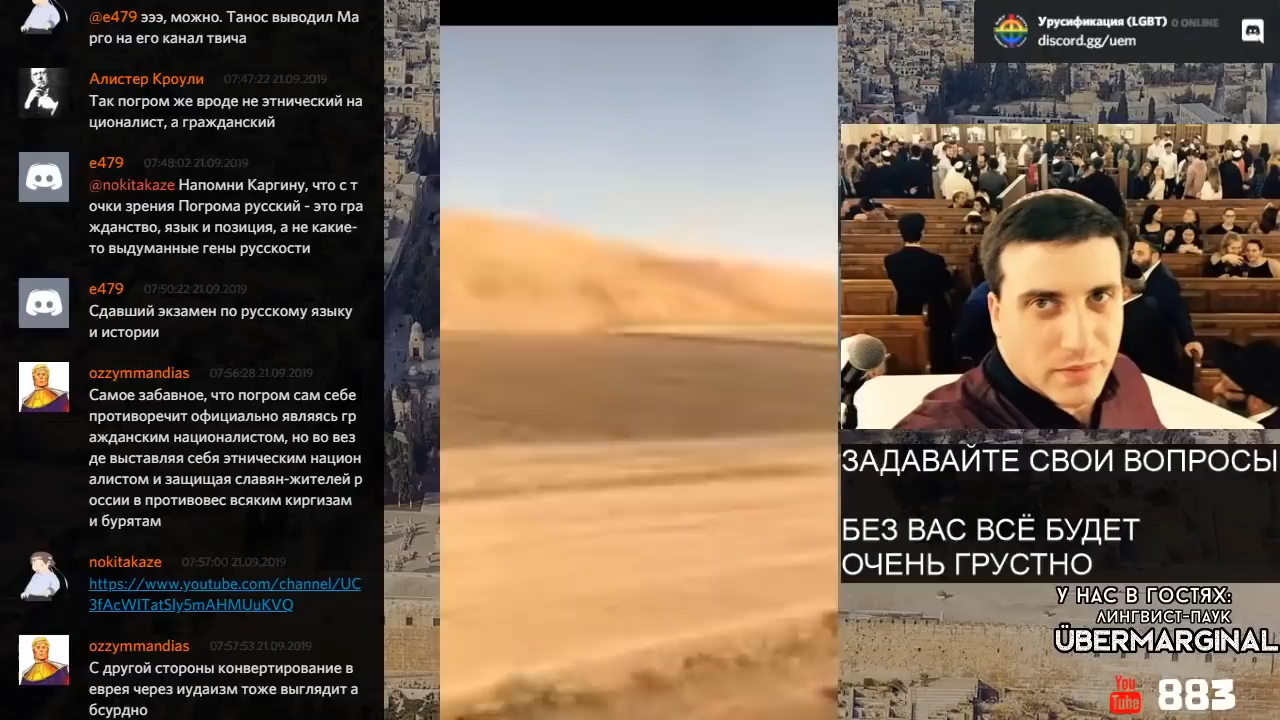 @e479 эээ, можно. Танос выводил Ма
рго на его канал твича
Алистер Кроули 07:47:22 21.09.2019
Так погром же вроде не этнический на
ционалист, а гражданский
e479 07:48:02 21.09.2019
@nokitakaze Напомни Каргину, что с т
очки зрения Погрома русский - это гра
жданство, язык и позиция, а не какие-
то выдуманные гены русскости
e479 07:50:22 21.09.2019
Сдавший экзамен по русскому языку
и истории
ozzymmandias 07:56:28 21.09.2019
Самое забавное, что погром сам себе
противоречит официально являясь гр
ажданским националистом, но во вез
де выставляя себя этническим национ
алистом и защищая славян-жителей р
оссии в противовес всяким киргизам
и бурятам
nokitakaze 07:57:00 21.09.2019
https://www.youtube.com/channel/UC
3fAcWlTatSly5mAHMUuKVQ
ozzymmandias 07:57:53 21.09.2019
С другой стороны конвертирование в
еврея через иудаизм тоже выглядит а
бсурдно
Урусификация (LGBT) 0 ONLINE
discord.gg/uem
ЗАДАВАЙТЕ СВОИ ВОПРОСЫ
БЕЗ ВАС ВСЁ БУДЕТ
ОЧЕНЬ ГРУСТНО
У НАС В ГОСТЯХ:
ЛИНГВИСТ-ПАУК
ÜBERMARGINAL
You Tube 883